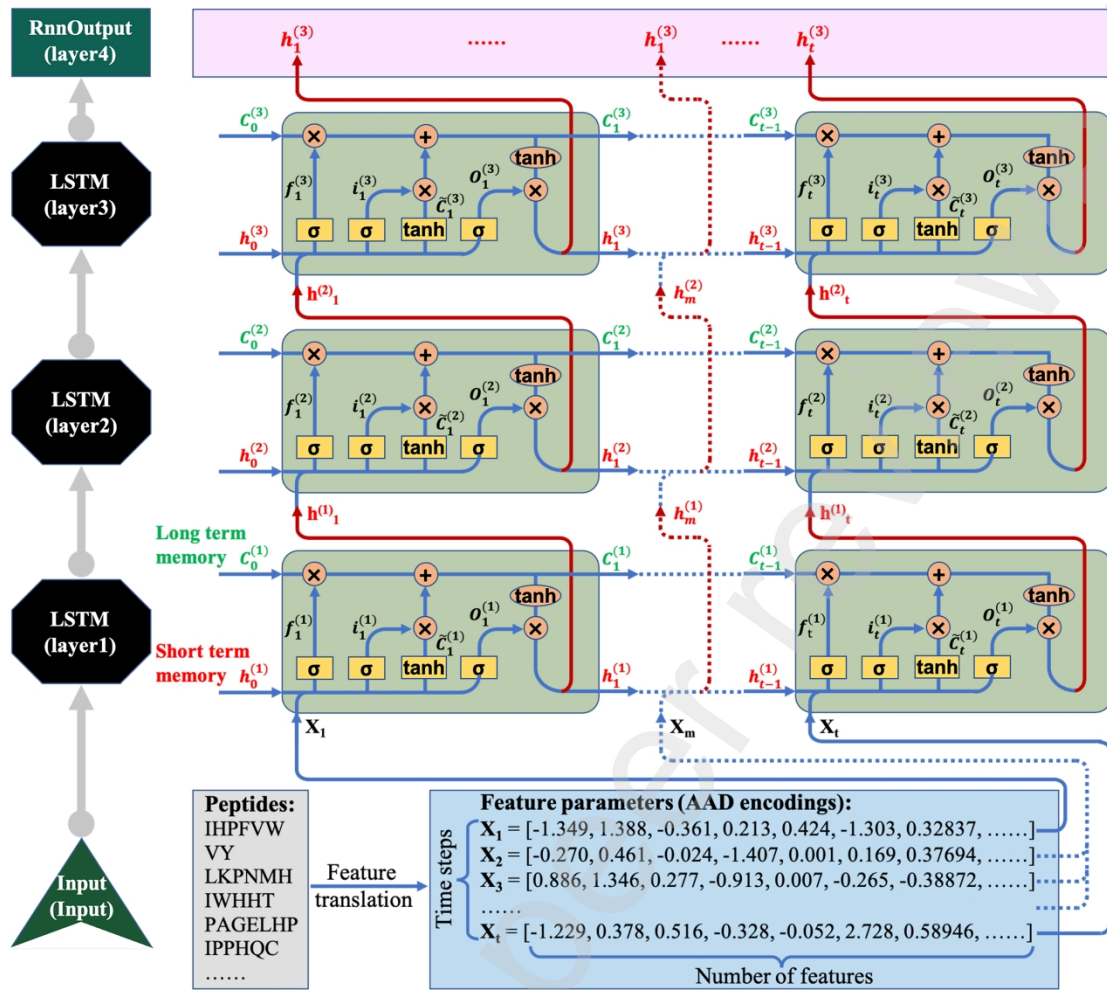 RnnOutput
(layer4)
LSTM
(layer3)
LSTM
(layer2)
LSTM
(layer1)
Input
(Input)
h₁⁽³⁾ …… h₁⁽³⁾ …… hₜ⁽³⁾
C₀⁽³⁾ C₁⁽³⁾ Cₜ₋₁⁽³⁾
× + tanh × + tanh
f₁⁽³⁾ i₁⁽³⁾ × C̃₁⁽³⁾ O₁⁽³⁾ × fₜ⁽³⁾ iₜ⁽³⁾ × C̃ₜ⁽³⁾ Oₜ⁽³⁾ ×
σ σ tanh σ σ σ tanh σ
h₀⁽³⁾ h₁⁽³⁾ hₜ₋₁⁽³⁾
h⁽²⁾₁ hₘ⁽²⁾ h⁽²⁾ₜ
C₀⁽²⁾ C₁⁽²⁾ Cₜ₋₁⁽²⁾
× + tanh × + tanh
f₁⁽²⁾ i₁⁽²⁾ × C̃₁⁽²⁾ O₁⁽²⁾ × fₜ⁽²⁾ iₜ⁽²⁾ × C̃ₜ⁽²⁾ Oₜ⁽²⁾ ×
σ σ tanh σ σ σ tanh σ
h₀⁽²⁾ h₁⁽²⁾ hₜ₋₁⁽²⁾
h⁽¹⁾₁ hₘ⁽¹⁾ h⁽¹⁾ₜ
Long term
memory
C₀⁽¹⁾ C₁⁽¹⁾ Cₜ₋₁⁽¹⁾
× + tanh × + tanh
f₁⁽¹⁾ i₁⁽¹⁾ × C̃₁⁽¹⁾ O₁⁽¹⁾ × fₜ⁽¹⁾ iₜ⁽¹⁾ × C̃ₜ⁽¹⁾ Oₜ⁽¹⁾ ×
σ σ tanh σ σ σ tanh σ
Short term
memory
h₀⁽¹⁾ h₁⁽¹⁾ hₜ₋₁⁽¹⁾
X₁ Xₘ Xₜ
Peptides:
IHPFVW
VY
LKPNMH
IWHHT
PAGELHP
IPPHQC
……
Feature
translation
Time steps
Feature parameters (AAD encodings):
X₁ = [-1.349, 1.388, -0.361, 0.213, 0.424, -1.303, 0.32837, ……]
X₂ = [-0.270, 0.461, -0.024, -1.407, 0.001, 0.169, 0.37694, ……]
X₃ = [0.886, 1.346, 0.277, -0.913, 0.007, -0.265, -0.38872, ……]
……
Xₜ = [-1.229, 0.378, 0.516, -0.328, -0.052, 2.728, 0.58946, ……]
Number of features
peer review